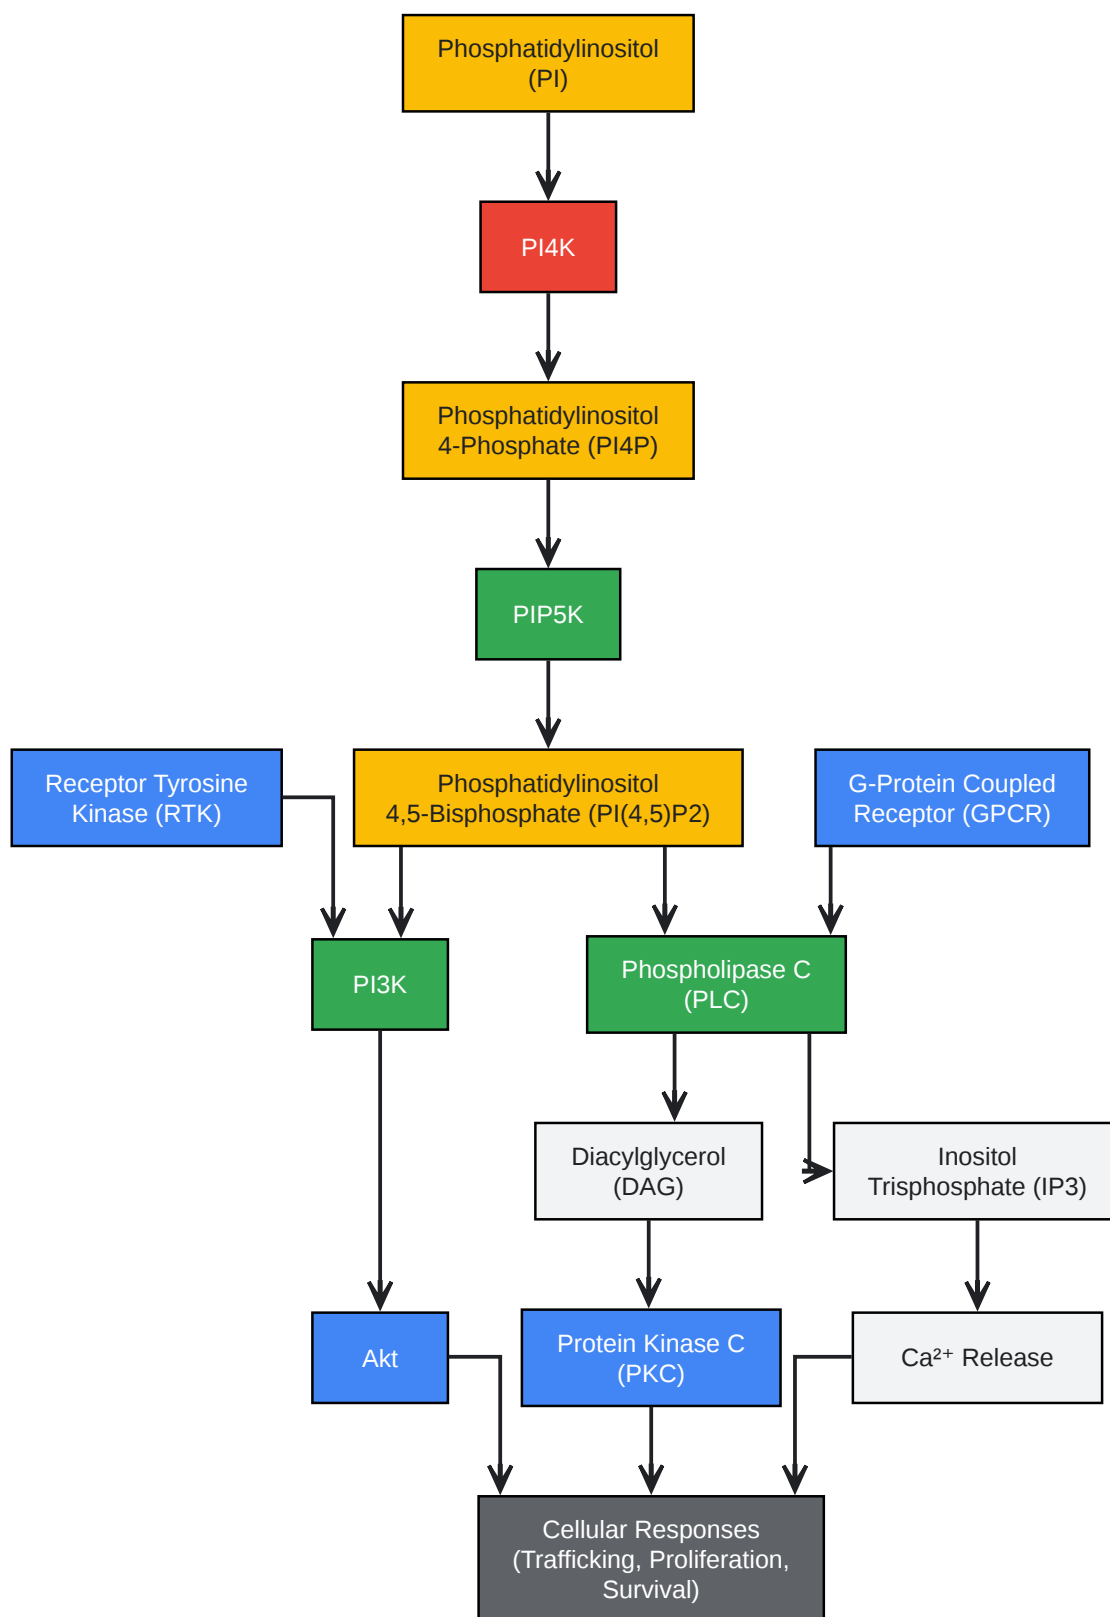 Phosphatidylinositol
(PI)
PI4K
Phosphatidylinositol
4-Phosphate (PI4P)
PIP5K
Receptor Tyrosine
Kinase (RTK)
Phosphatidylinositol
4,5-Bisphosphate (PI(4,5)P2)
G-Protein Coupled
Receptor (GPCR)
PI3K
Phospholipase C
(PLC)
Diacylglycerol
(DAG)
Inositol
Trisphosphate (IP3)
Akt
Protein Kinase C
(PKC)
Ca²⁺ Release
Cellular Responses
(Trafficking, Proliferation,
Survival)